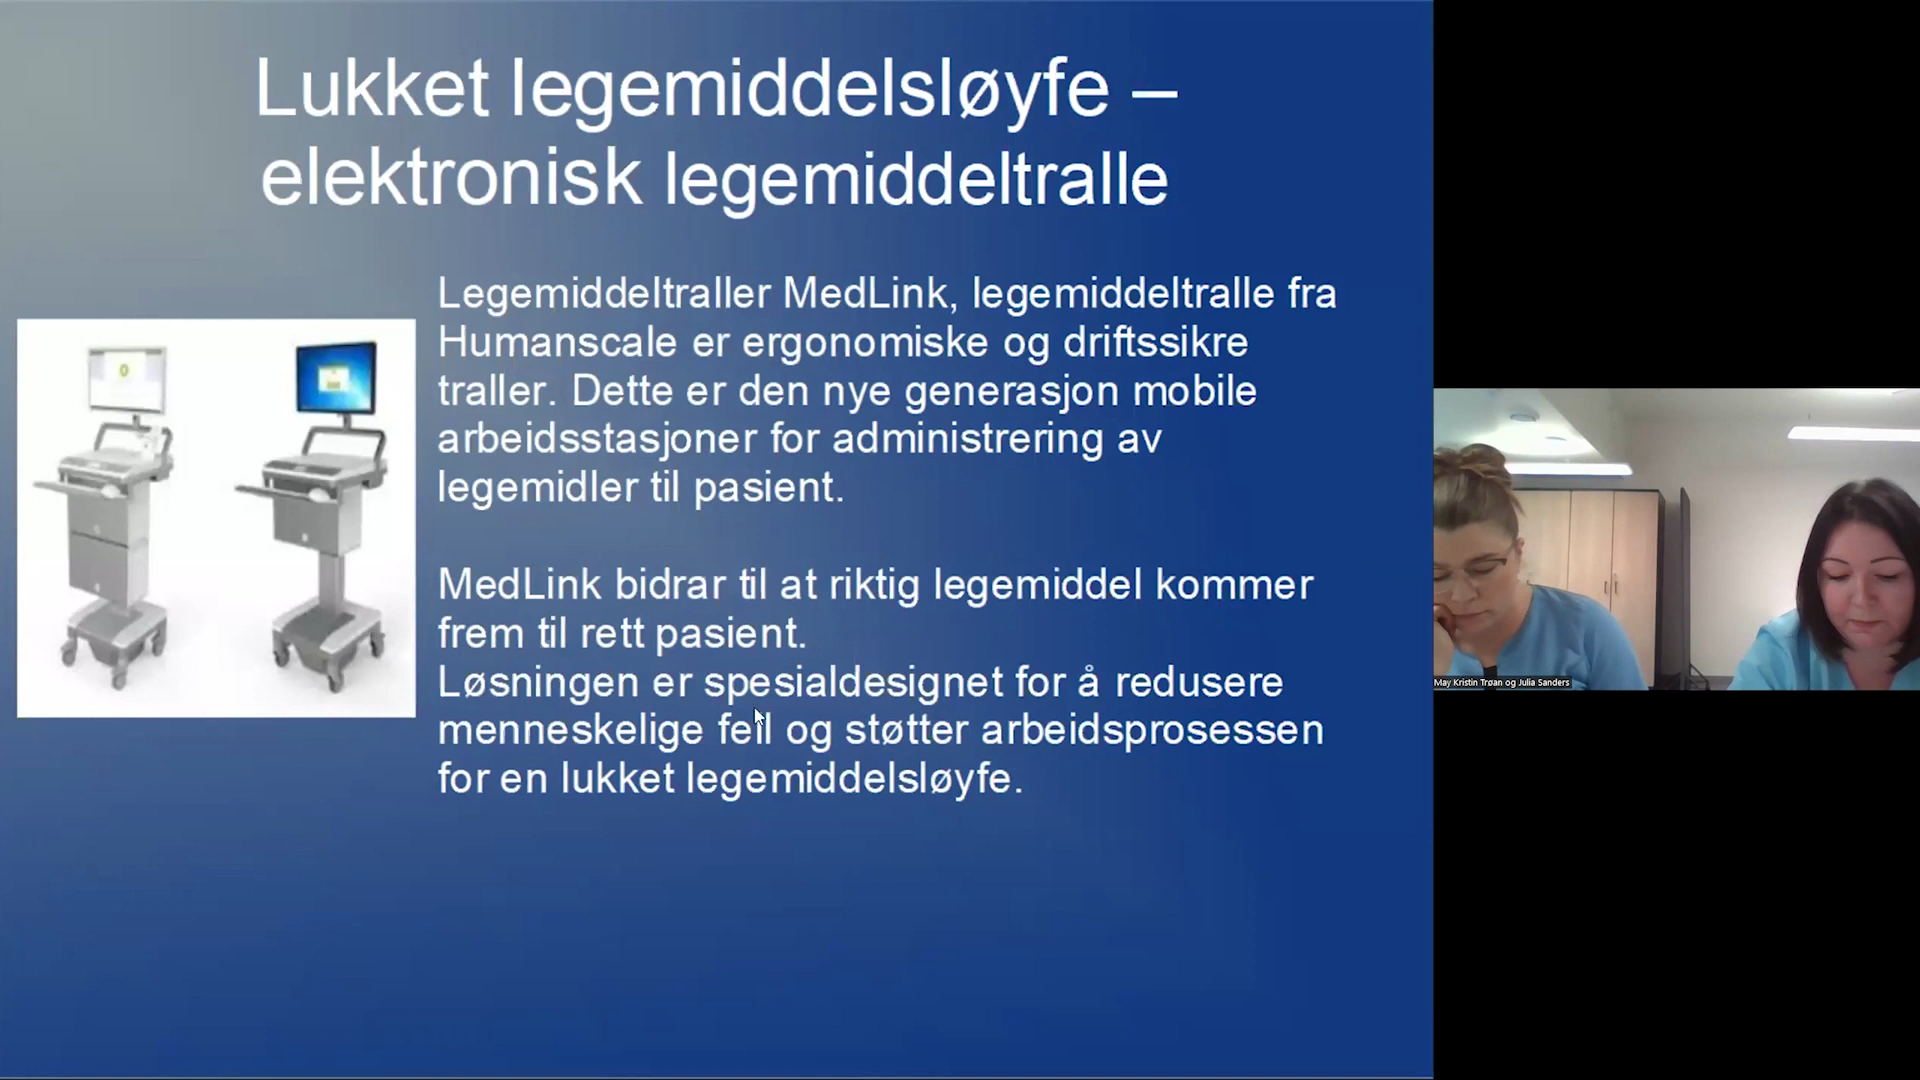 Lukket legemiddelsløyfe –
elektronisk legemiddeltralle
Legemiddeltraller MedLink, legemiddeltralle fra
Humanscale er ergonomiske og driftssikre
traller. Dette er den nye generasjon mobile
arbeidsstasjoner for administrering av
legemidler til pasient.
MedLink bidrar til at riktig legemiddel kommer
frem til rett pasient.
Løsningen er spesialdesignet for å redusere
menneskelige feil og støtter arbeidsprosessen
for en lukket legemiddelsløyfe.
May Kristin Trøan og Julia Sanders